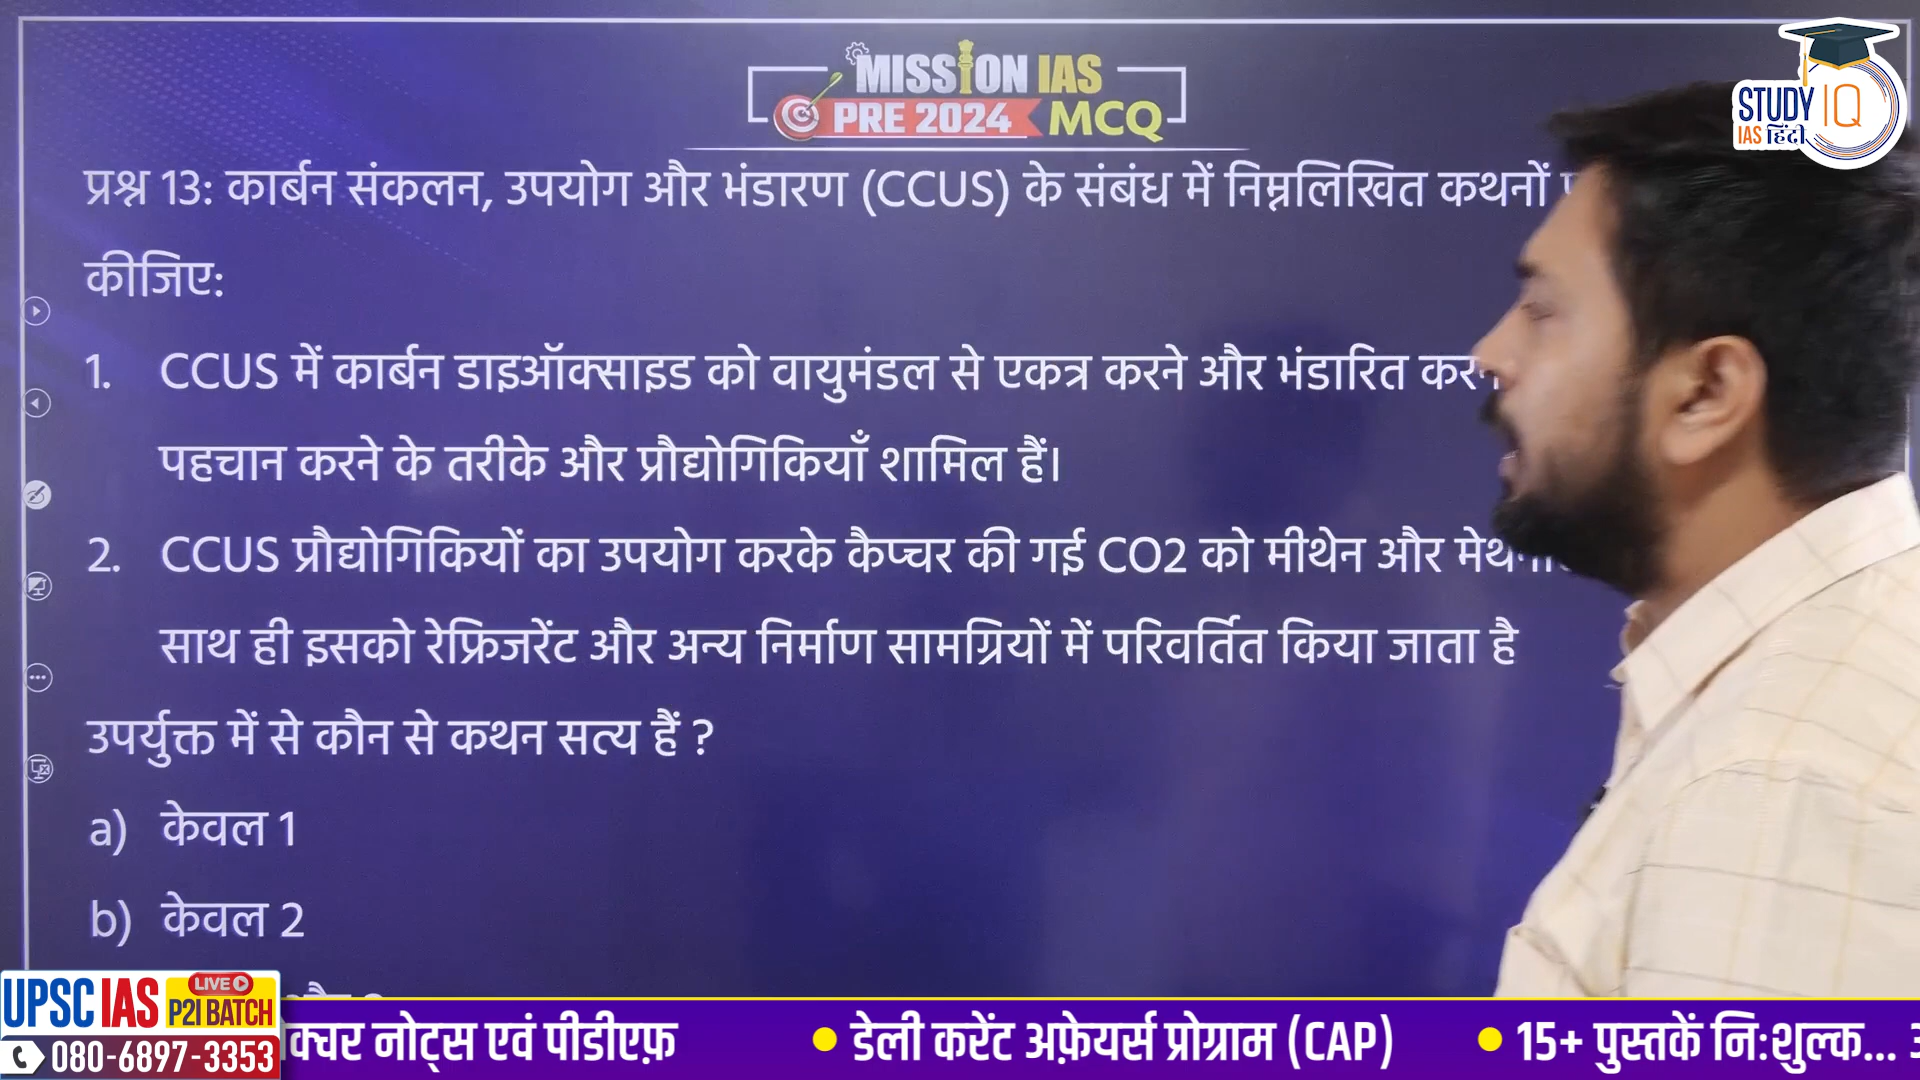 MISSION IAS
PRE 2024 MCQ
STUDY IQ
IAS हिंदी
प्रश्न 13: कार्बन संकलन, उपयोग और भंडारण (CCUS) के संबंध में निम्नलिखित कथनों
कीजिए:
1. CCUS में कार्बन डाइऑक्साइड को वायुमंडल से एकत्र करने और भंडारित
पहचान करने के तरीके और प्रौद्योगिकियाँ शामिल हैं।
2. CCUS प्रौद्योगिकियों का उपयोग करके कैप्चर की गई CO2 को मीथेन और
साथ ही इसको रेफ्रिजरेंट और अन्य निर्माण सामग्रियों में परिवर्तित किया जाता है
उपर्युक्त में से कौन से कथन सत्य हैं ?
a) केवल 1
b) केवल 2
UPSC IAS LIVE P2I BATCH
080-6897-3353
नोट्स एवं पीडीएफ़ • डेली करेंट अफ़ेयर्स प्रोग्राम (CAP) • 15+ पुस्तकें निःशुल्क...